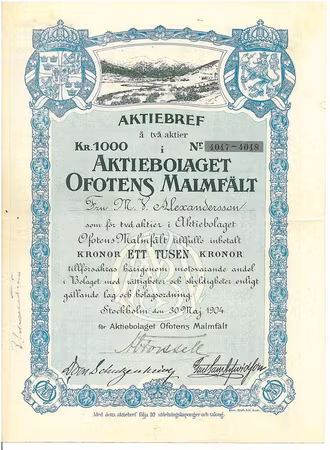 AKTIEBREF
å två aktier
Kr. 1000 i Nº 4047-4048
AKTIEBOLAGET
OFOTENS MALMFÄLT
Fru M. V. Alexandersson
som för två aktier i Aktiebolaget
Ofotens Malmfält tillfullo inbetalt
KRONOR ETT TUSEN KRONOR
tillförsäkras härigenom motsvarande andel
i Bolaget med rättigheter och skyldigheter enligt
gällande lag och bolagsordning.
Stockholm den 30 Maj 1904
för Aktiebolaget Ofotens Malmfält
Med detta aktiebref följa 20 utdelningskuponger och talong.